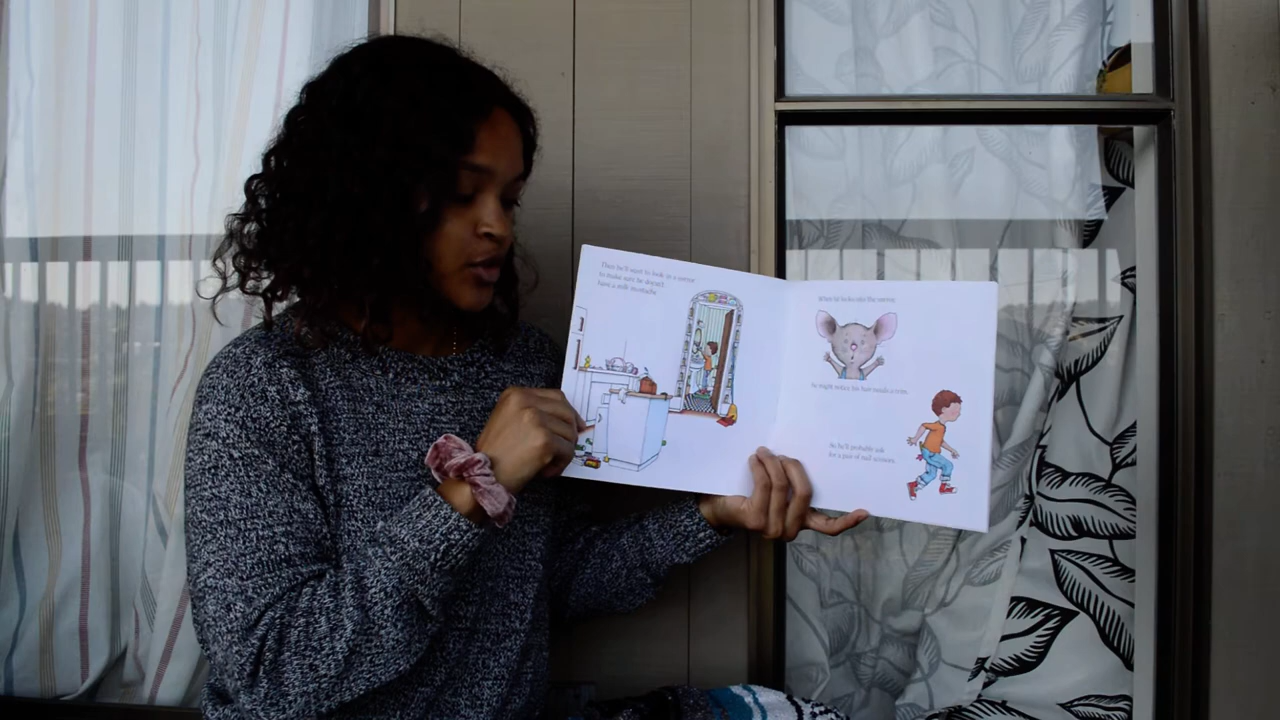 Then he'll want to look in a mirror
to make sure he doesn't
have a milk mustache.
When he looks into the mirror,
he might notice his hair needs a trim.
So he'll probably ask
for a pair of nail scissors.